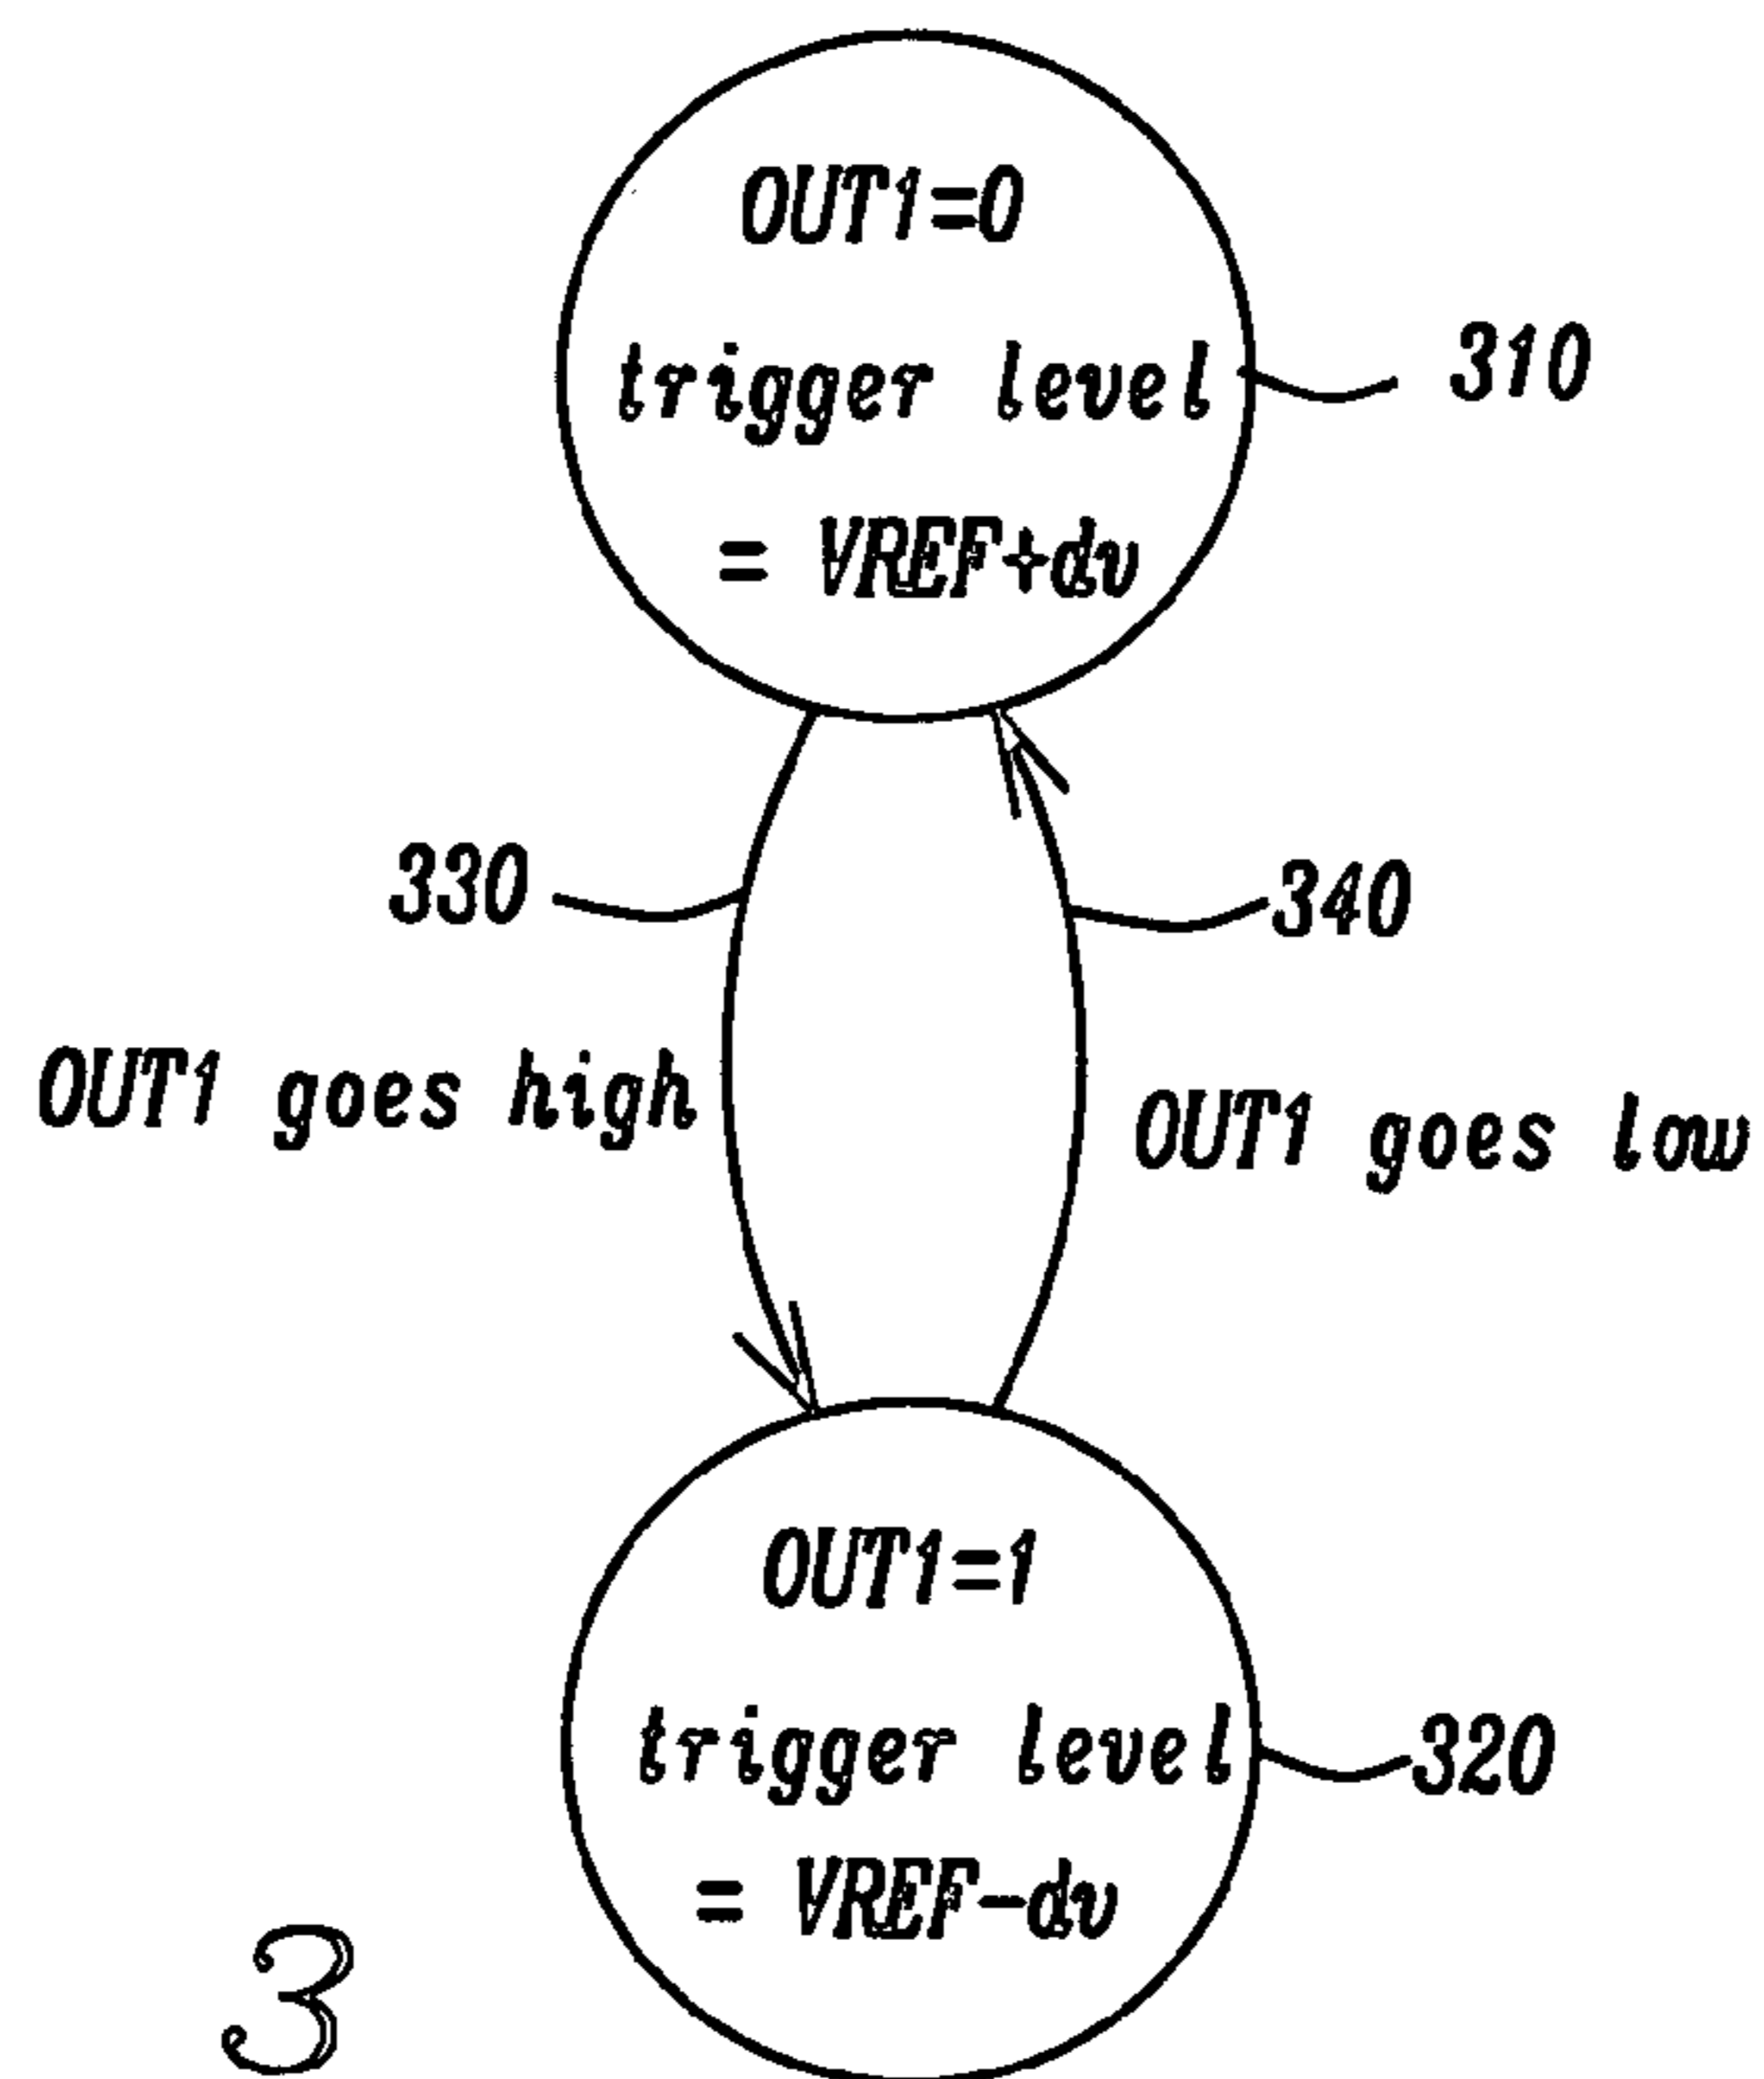 OUT1=0
trigger level
= VREF+dv
310
330
340
OUT1 goes high
OUT1 goes low
OUT1=1
trigger level
= VREF-dv
320
3